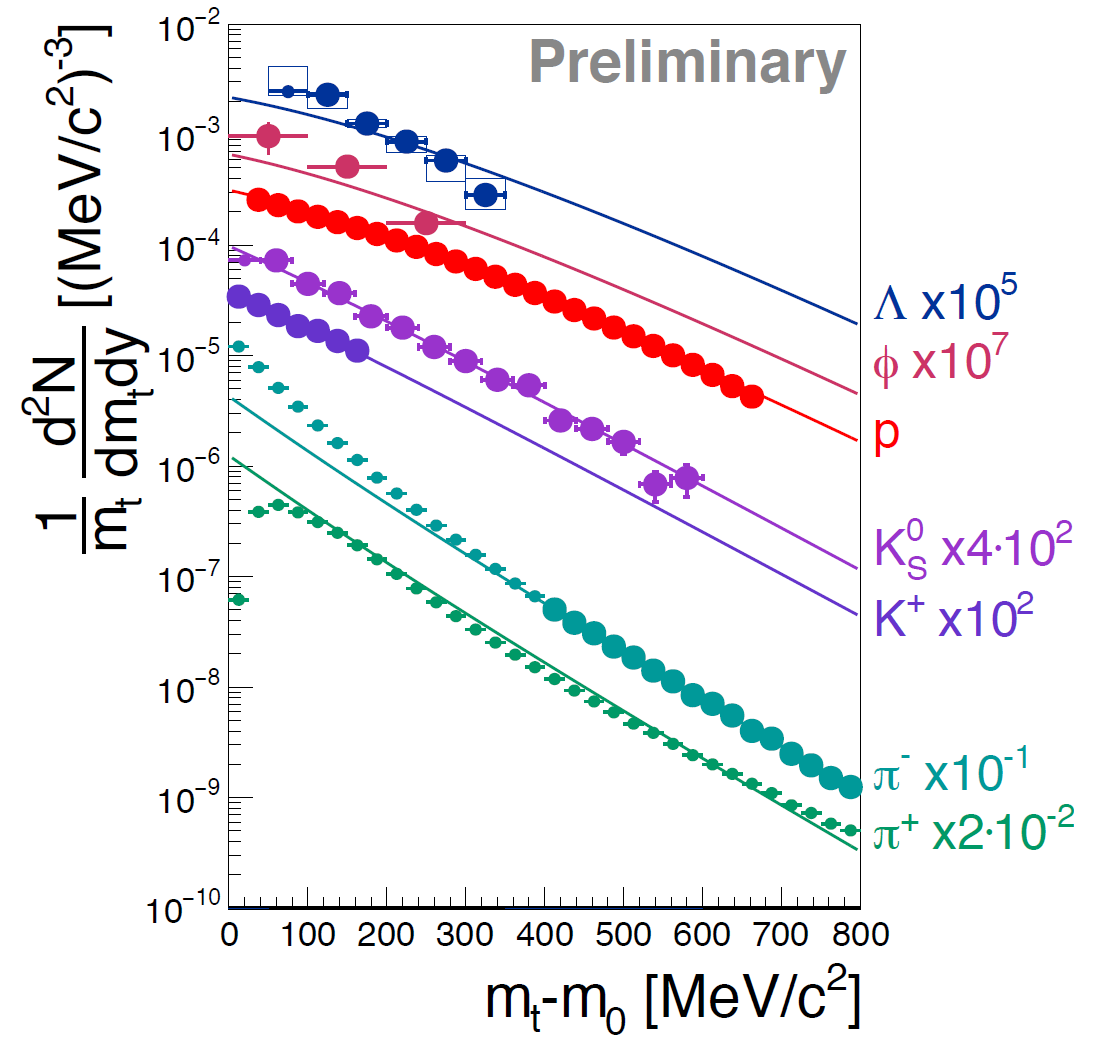 Preliminary
1/m_t d²N/dm_t dy [(MeV/c²)⁻³]
10⁻²
10⁻³
10⁻⁴
10⁻⁵
10⁻⁶
10⁻⁷
10⁻⁸
10⁻⁹
10⁻¹⁰
Λ x10⁵
ϕ x10⁷
p
K⁰_S x4·10²
K⁺ x10²
π⁻ x10⁻¹
π⁺ x2·10⁻²
0 100 200 300 400 500 600 700 800
m_t-m_0 [MeV/c²]